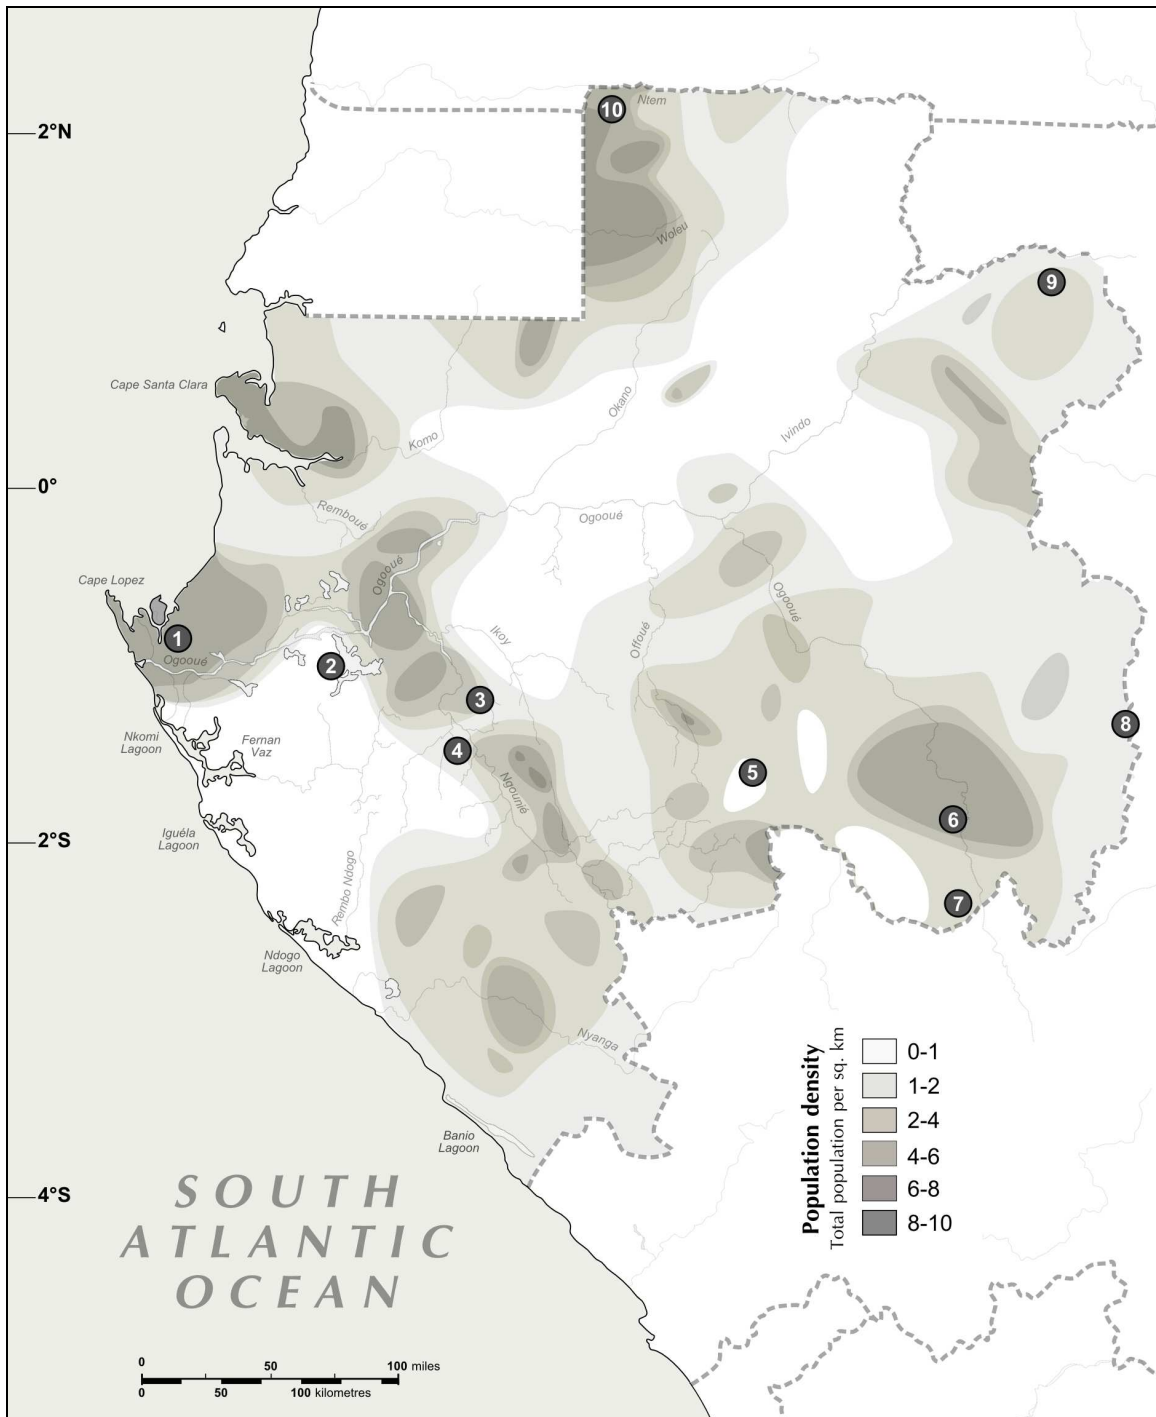 10
Ntem
2°N
Woleu
9
Cape Santa Clara
Okano
Komo
Ivindo
0°
Remboué
Ogooué
Ogooué
Cape Lopez
Ogooué
Ikoy
Offoué
1
Ogooué
2
3
8
Nkomi
Lagoon
Fernan
Vaz
4
5
Ngounié
6
Iguéla
Lagoon
2°S
Rembo Ndogo
7
Ndogo
Lagoon
Nyanga
Population density
Total population per sq. km
0-1
1-2
2-4
4-6
6-8
8-10
Banio
Lagoon
4°S
SOUTH
ATLANTIC
OCEAN
0 50 100 miles
0 50 100 kilometres